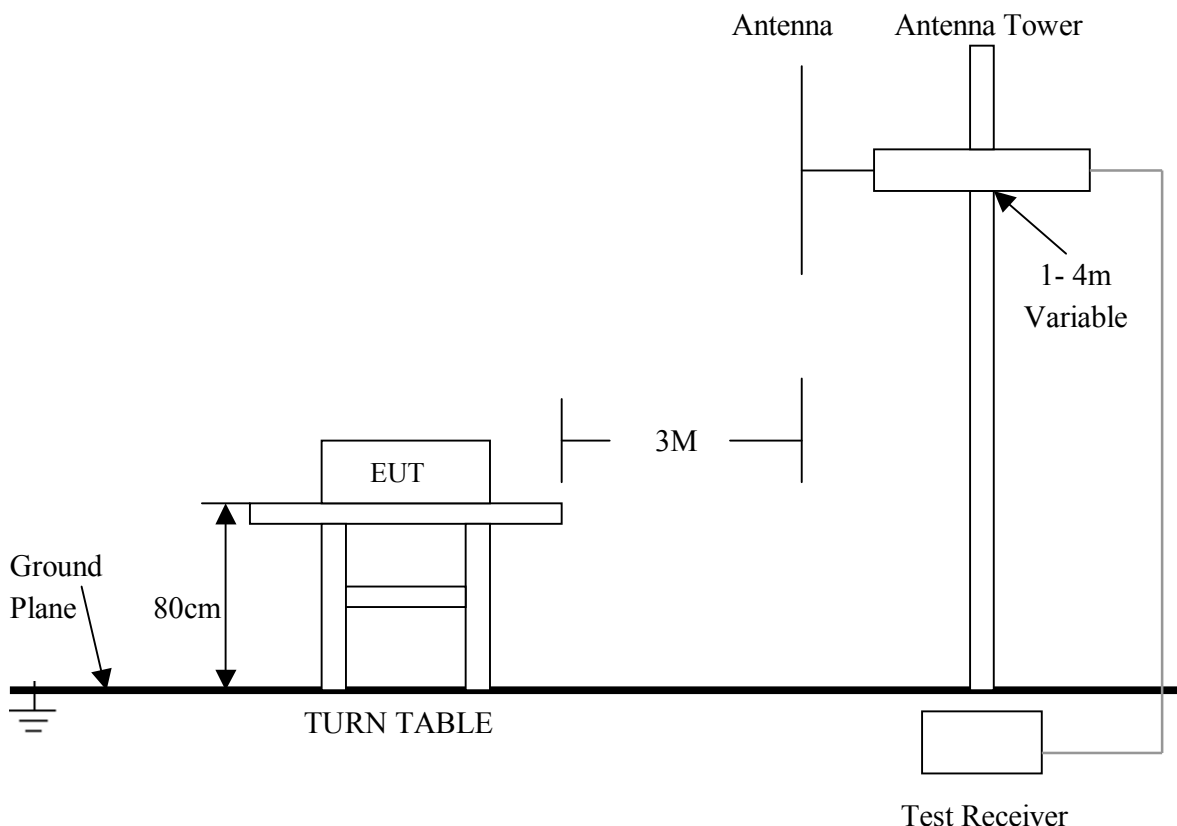 Antenna
Antenna Tower
1- 4m
Variable
3M
EUT
Ground
Plane
80cm
TURN TABLE
Test Receiver